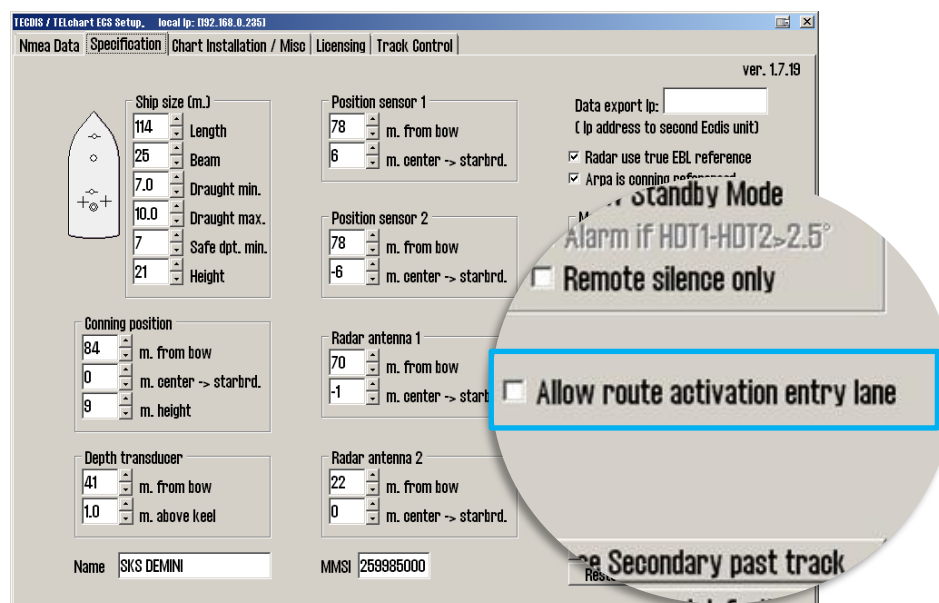 TECDIS / TELchart ECS Setup, local Ip: [192.168.0.235]
Nmea Data Specification Chart Installation / Misc Licensing Track Control
ver. 1.7.19
Ship size (m.)
114 Length
25 Beam
7.0 Draught min.
10.0 Draught max.
7 Safe dpt. min.
21 Height
Position sensor 1
78 m. from bow
6 m. center -> starbrd.
Position sensor 2
78 m. from bow
-6 m. center -> starbrd.
Data export Ip:
( Ip address to second Ecdis unit)
Radar use true EBL reference
Arpa is conning referenced
Standby Mode
Alarm if HDT1-HDT2>2.5°
Remote silence only
Conning position
84 m. from bow
0 m. center -> starbrd.
9 m. height
Radar antenna 1
70 m. from bow
-1 m. center -> starb
Allow route activation entry lane
Depth transducer
41 m. from bow
1.0 m. above keel
Radar antenna 2
22 m. from bow
0 m. center -> starbrd.
Secondary past track
Name SKS DEMINI
MMSI 259985000